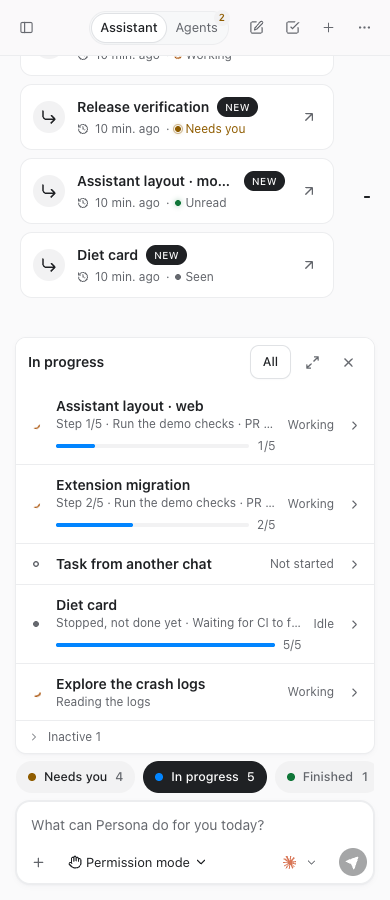 Assistant
Agents
2
10 min. ago · Working
Release verification NEW
10 min. ago · Needs you
Assistant layout · mo... NEW
10 min. ago · Unread
Diet card NEW
10 min. ago · Seen
In progress
All
Assistant layout · web
Step 1/5 · Run the demo checks · PR ...
Working
1/5
Extension migration
Step 2/5 · Run the demo checks · PR ...
Working
2/5
Task from another chat
Not started
Diet card
Stopped, not done yet · Waiting for CI to f...
Idle
5/5
Explore the crash logs
Reading the logs
Working
Inactive 1
Needs you 4
In progress 5
Finished 1
What can Persona do for you today?
Permission mode